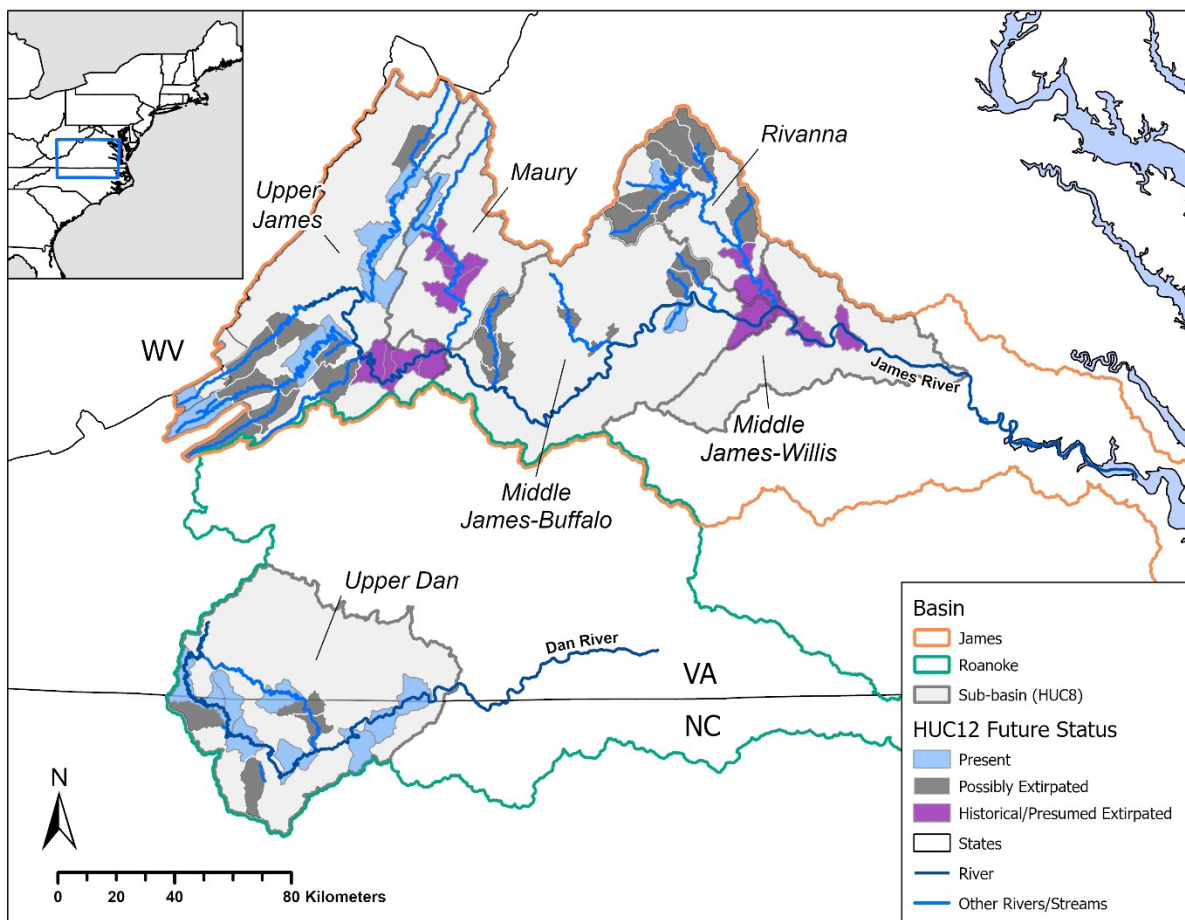 Rivanna
Maury
Upper
James
WV
James River
Middle
James-Willis
Middle
James-Buffalo
Upper Dan
Dan River
VA
NC
N
0 20 40 80 Kilometers
Basin
James
Roanoke
Sub-basin (HUC8)
HUC12 Future Status
Present
Possibly Extirpated
Historical/Presumed Extirpated
States
River
Other Rivers/Streams